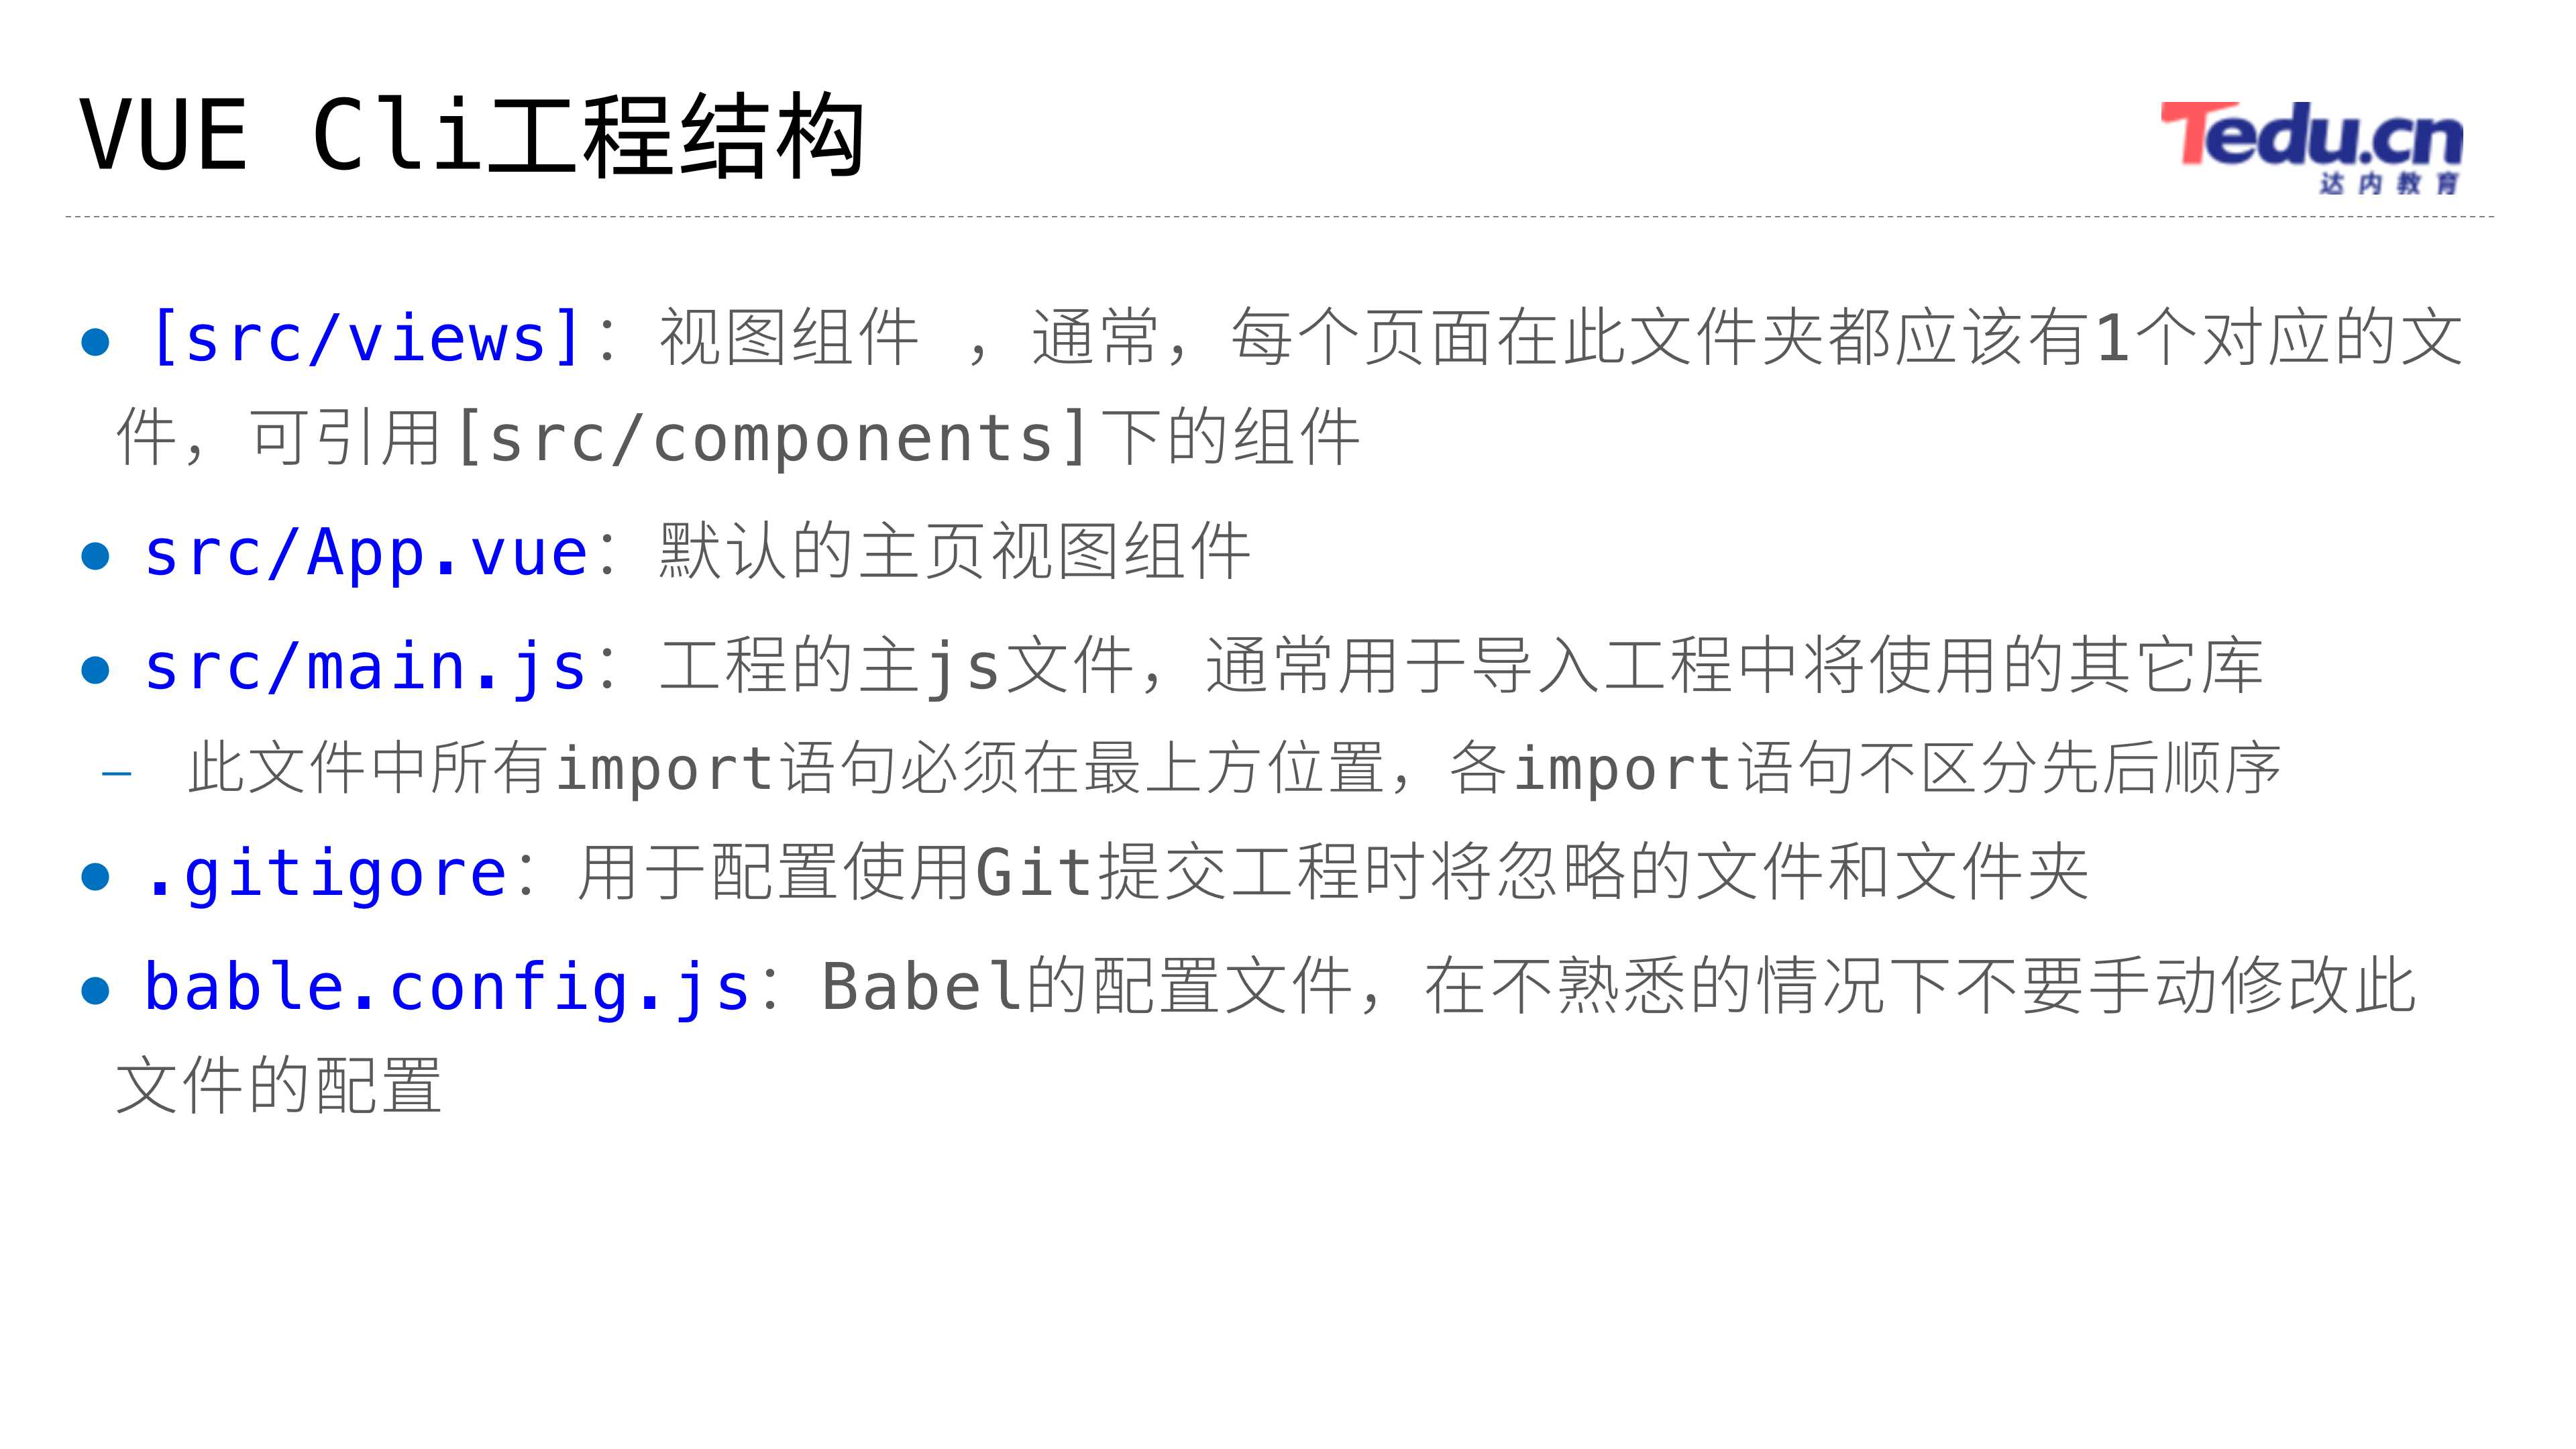 VUE Cli工程结构
Tedu.cn
达内教育
● [src/views]：视图组件 ，通常，每个页面在此文件夹都应该有1个对应的文
件，可引用[src/components]下的组件
● src/App.vue：默认的主页视图组件
● src/main.js：工程的主js文件，通常用于导入工程中将使用的其它库
– 此文件中所有import语句必须在最上方位置，各import语句不区分先后顺序
● .gitigore：用于配置使用Git提交工程时将忽略的文件和文件夹
● bable.config.js：Babel的配置文件，在不熟悉的情况下不要手动修改此
文件的配置